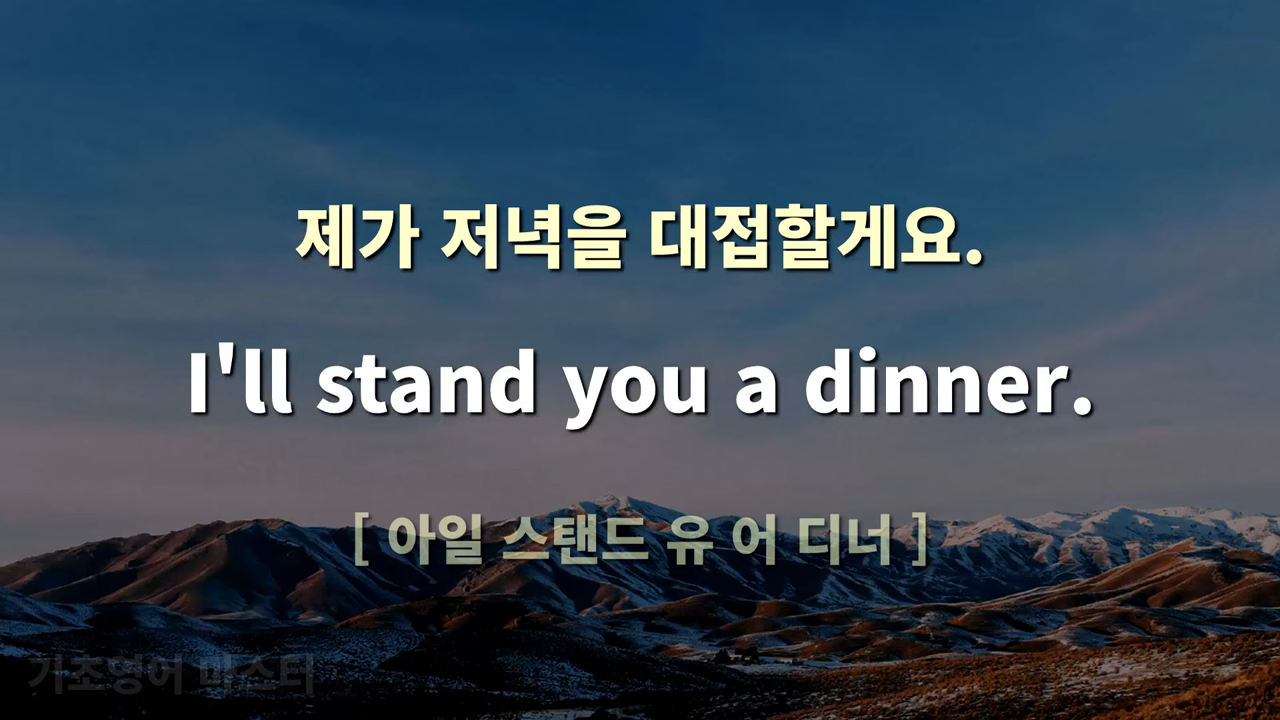 제가 저녁을 대접할게요.
I'll stand you a dinner.
[ 아일 스탠드 유 어 디너 ]
기초영어 마스터